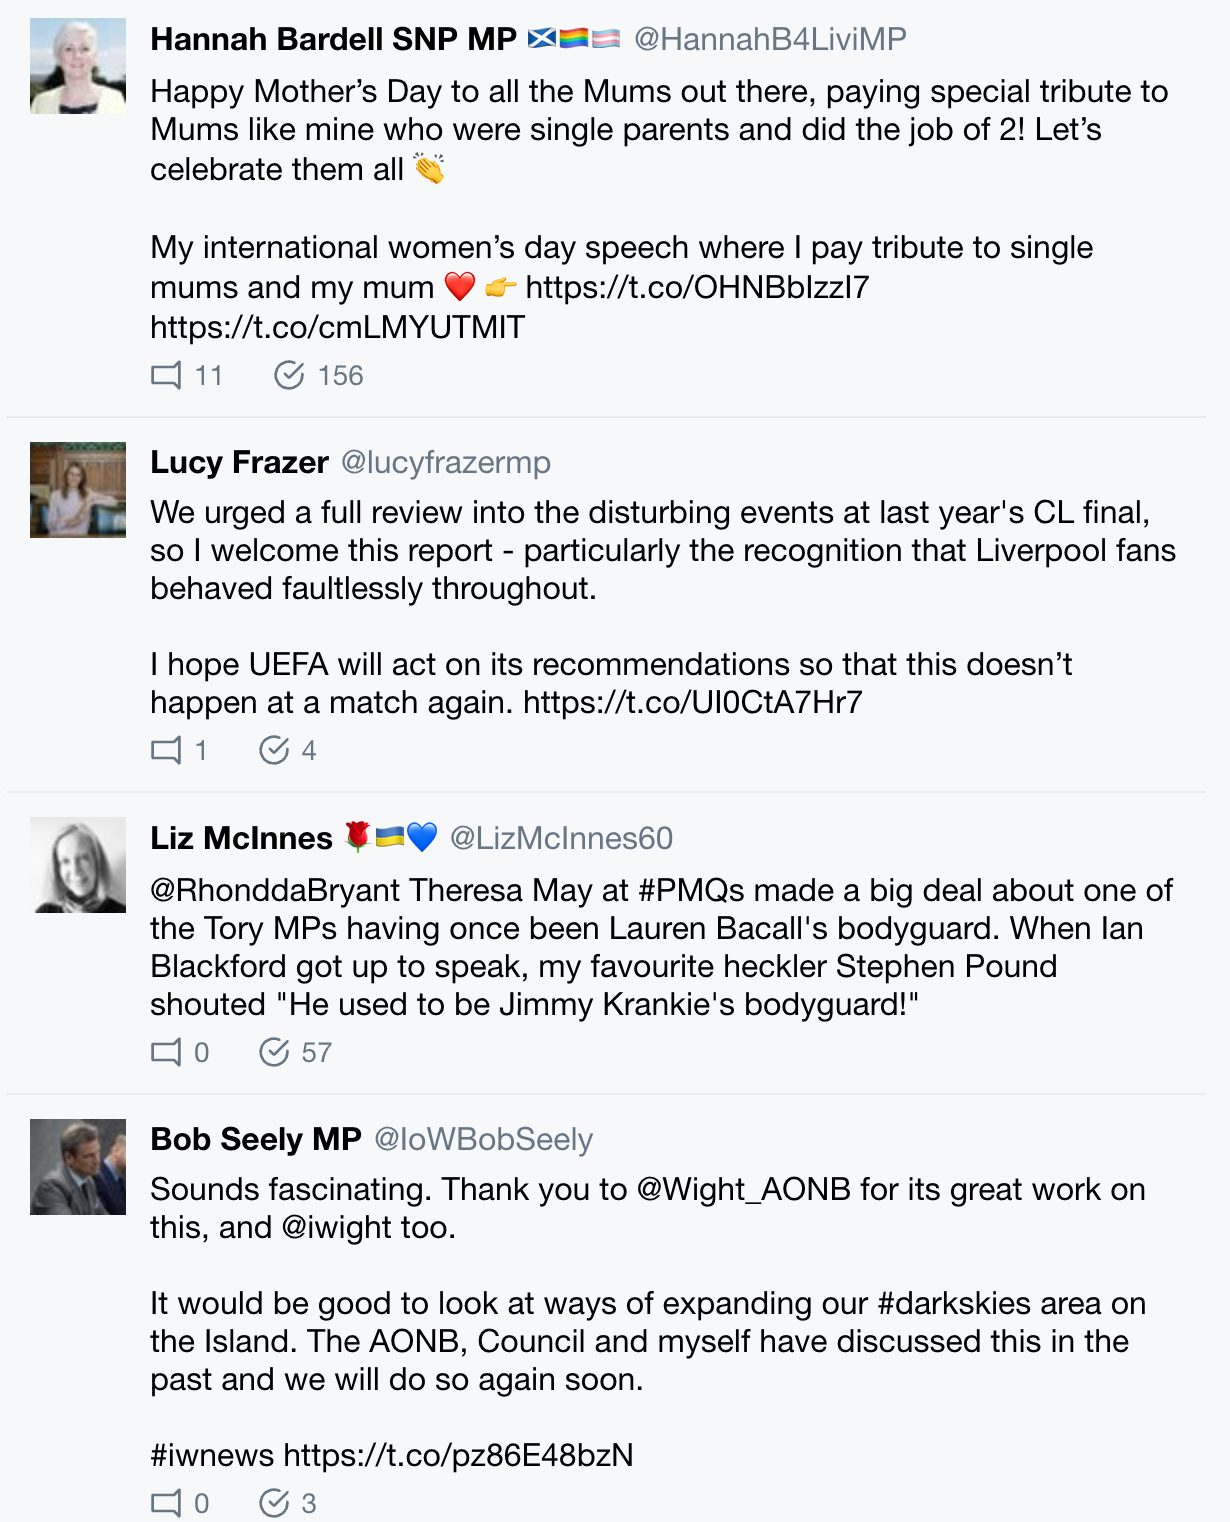 Hannah Bardell SNP MP 🏴󠁧󠁢󠁳󠁣󠁴󠁿🏳️‍🌈🏳️‍⚧️ @HannahB4LiviMP
Happy Mother’s Day to all the Mums out there, paying special tribute to
Mums like mine who were single parents and did the job of 2! Let’s
celebrate them all 👏
My international women’s day speech where I pay tribute to single
mums and my mum ❤️ 👉 https://t.co/OHNBbIzzI7
https://t.co/cmLMYUTMIT
11 156
Lucy Frazer @lucyfrazermp
We urged a full review into the disturbing events at last year's CL final,
so I welcome this report - particularly the recognition that Liverpool fans
behaved faultlessly throughout.
I hope UEFA will act on its recommendations so that this doesn’t
happen at a match again. https://t.co/UI0CtA7Hr7
1 4
Liz McInnes 🌹🇺🇦💙 @LizMcInnes60
@RhonddaBryant Theresa May at #PMQs made a big deal about one of
the Tory MPs having once been Lauren Bacall's bodyguard. When Ian
Blackford got up to speak, my favourite heckler Stephen Pound
shouted "He used to be Jimmy Krankie's bodyguard!"
0 57
Bob Seely MP @IoWBobSeely
Sounds fascinating. Thank you to @Wight_AONB for its great work on
this, and @iwight too.
It would be good to look at ways of expanding our #darkskies area on
the Island. The AONB, Council and myself have discussed this in the
past and we will do so again soon.
#iwnews https://t.co/pz86E48bzN
0 3